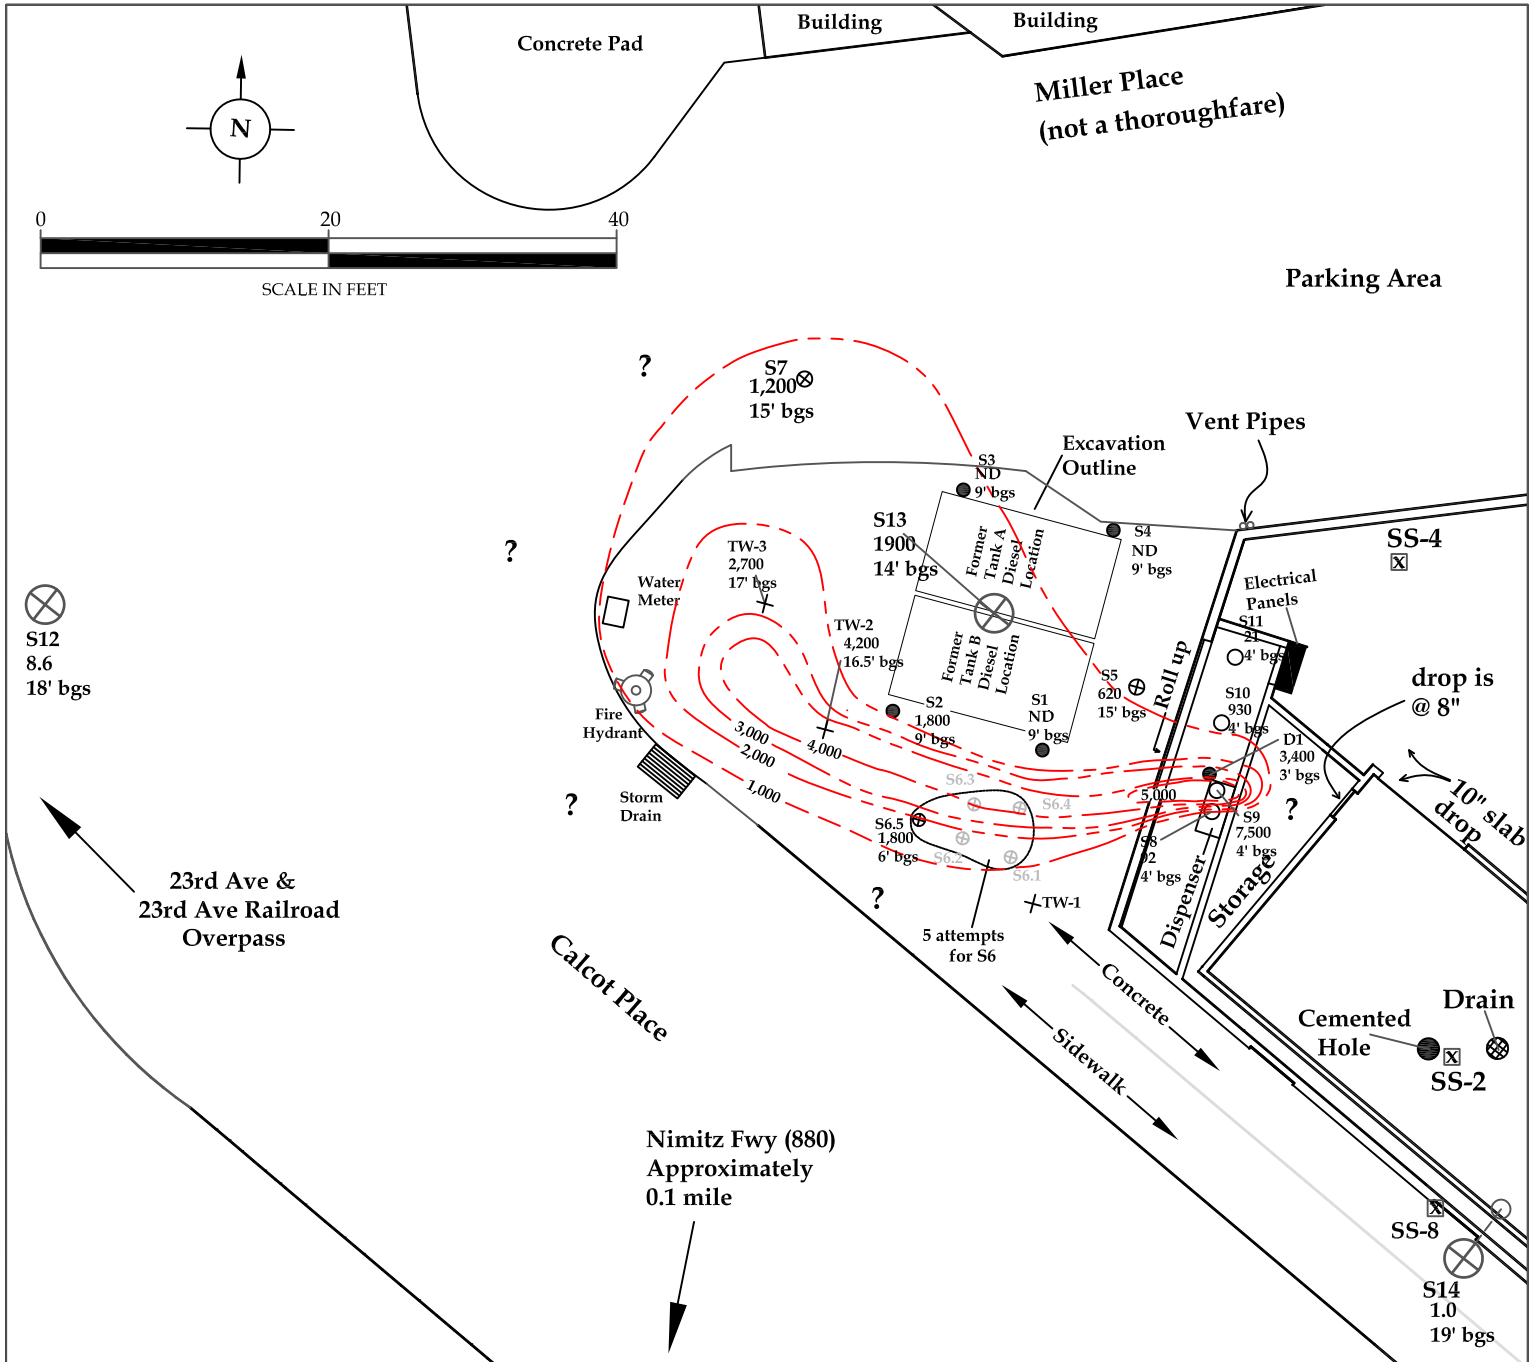 Concrete Pad
Building
Building
Miller Place
(not a thoroughfare)
N
0 20 40
SCALE IN FEET
Parking Area
?
S7
1,200
15' bgs
Vent Pipes
Excavation
Outline
S3
ND
9' bgs
S13
1900
14' bgs
Former
Tank A
Diesel
Location
S4
ND
9' bgs
SS-4
X
?
TW-3
2,700
17' bgs
Water
Meter
Electrical
Panels
S12
8.6
18' bgs
TW-2
4,200
16.5' bgs
Former
Tank B
Diesel
Location
S11
21
4' bgs
Roll up
S5
620
15' bgs
S10
930
4' bgs
drop is
@ 8"
S2
1,800
9' bgs
S1
ND
9' bgs
Fire
Hydrant
3,000
2,000
1,000
4,000
D1
3,400
3' bgs
S6.3
S6.4
5,000
?
Storm
Drain
?
10" slab
drop
S6.5
1,800
6' bgs
S6.2
S6.1
S9
7,500
4' bgs
S8
92
4' bgs
Dispenser
Storage
23rd Ave &
23rd Ave Railroad
Overpass
?
TW-1
5 attempts
for S6
Calcot Place
Concrete
Sidewalk
Cemented
Hole
Drain
X
SS-2
Nimitz Fwy (880)
Approximately
0.1 mile
X
SS-8
S14
1.0
19' bgs